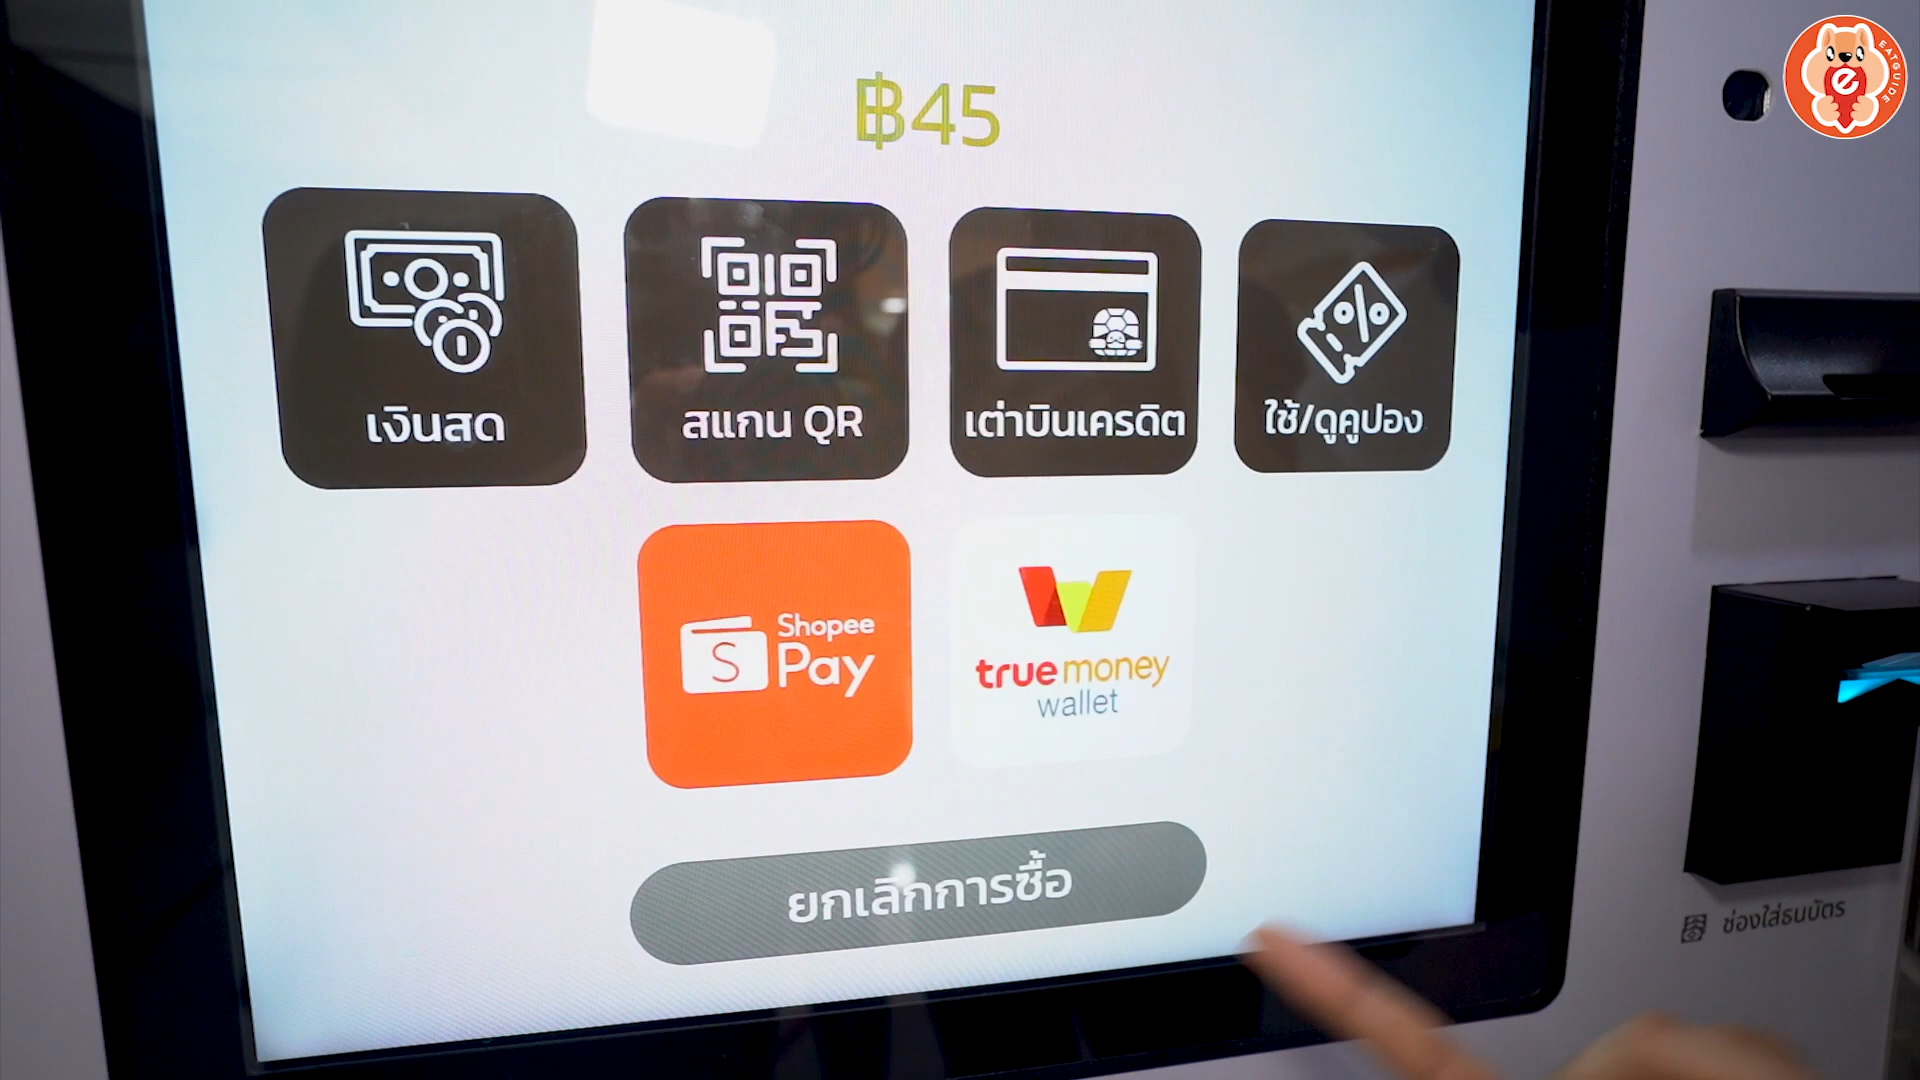 ฿45
เงินสด
สแกน QR
เต่าบินเครดิต
ใช้/ดูคูปอง
Shopee
Pay
true money
wallet
ยกเลิกการซื้อ
ช่องใส่ธนบัตร
EATGUIDE